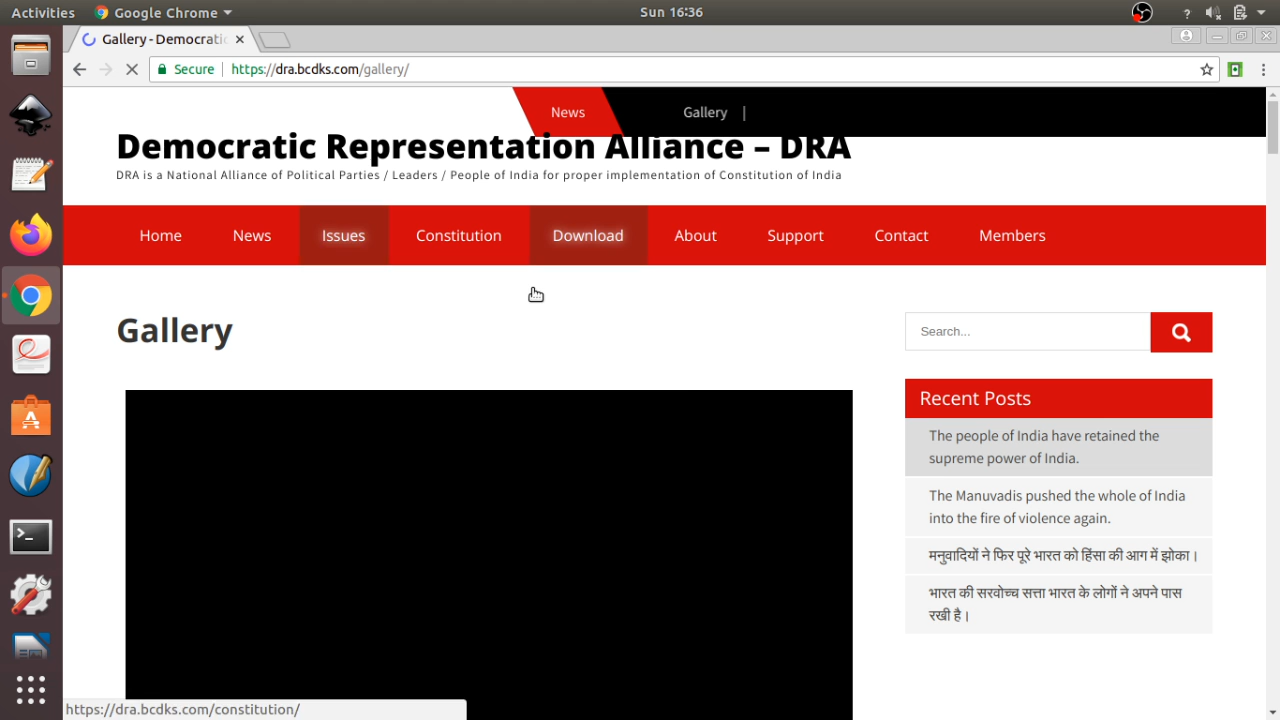 Activities
Google Chrome
Sun 16:36
?
Gallery - Democratic
Secure
https://dra.bcdks.com/gallery/
News
Gallery |
Democratic Representation Alliance – DRA
DRA is a National Alliance of Political Parties / Leaders / People of India for proper implementation of Constitution of India
Home
News
Issues
Constitution
Download
About
Support
Contact
Members
Gallery
Search...
Recent Posts
The people of India have retained the
supreme power of India.
The Manuvadis pushed the whole of India
into the fire of violence again.
मनुवादियों ने फिर पूरे भारत को हिंसा की आग में झोका।
भारत की सरवोच्च सत्ता भारत के लोगों ने अपने पास
रखी है।
https://dra.bcdks.com/constitution/